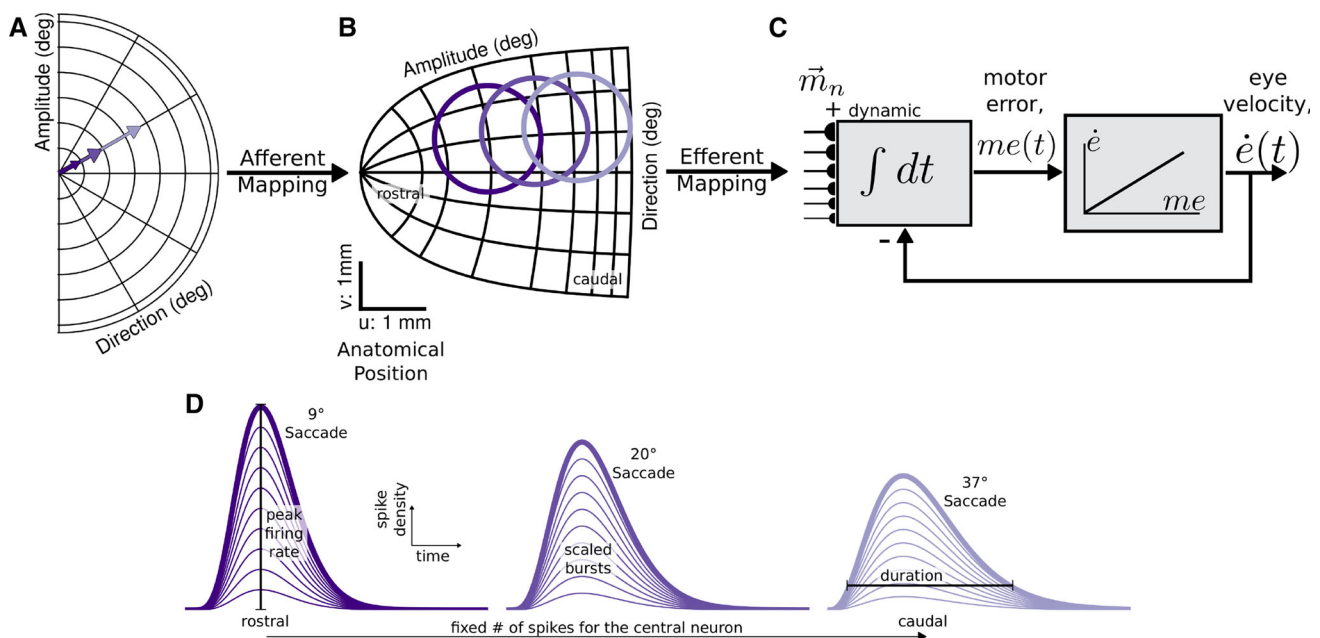 A
Amplitude (deg)
Direction (deg)
Afferent
Mapping
B
Amplitude (deg)
rostral
caudal
Direction (deg)
v: 1mm
u: 1 mm
Anatomical
Position
Efferent
Mapping
C
m⃗n
+
dynamic
∫ dt
-
motor
error,
me(t)
ė
me
eye
velocity,
ė(t)
D
9°
Saccade
peak
firing
rate
rostral
spike
density
time
20°
Saccade
scaled
bursts
37°
Saccade
duration
caudal
fixed # of spikes for the central neuron